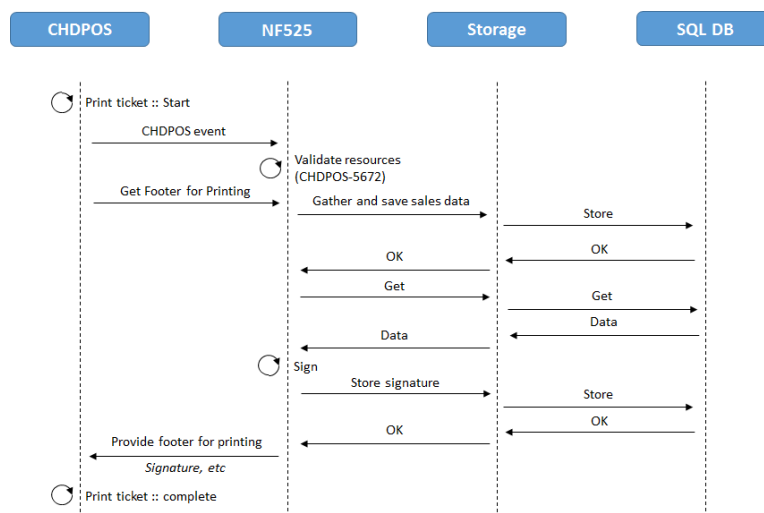 CHDPOS
NF525
Storage
SQL DB
Print ticket :: Start
CHDPOS event
Validate resources
(CHDPOS-5672)
Get Footer for Printing
Gather and save sales data
Store
OK
OK
Get
Get
Data
Data
Sign
Store signature
Store
OK
OK
Provide footer for printing
Signature, etc
Print ticket :: complete